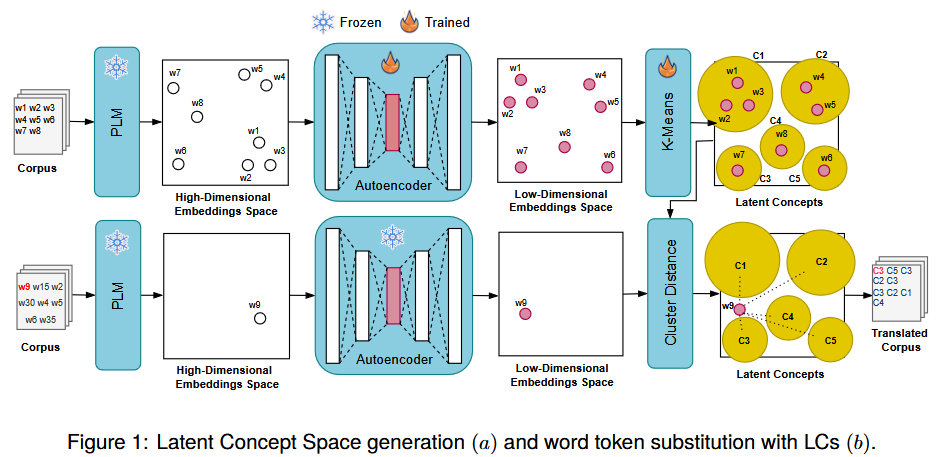 Frozen
Trained
w1 w2 w3
w4 w5 w6
w7 w8
Corpus
PLM
w7
w5
w4
w8
w1
w6
w3
w2
High-Dimensional
Embeddings Space
Autoencoder
w1
w4
w3
w2
w5
w8
w7
w6
Low-Dimensional
Embeddings Space
K-Means
C1
C2
w1
w4
w3
w2
w5
C4
w8
w7
w6
C3
C5
Latent Concepts
w9 w15 w2
w30 w4 w5
w6 w35
Corpus
PLM
w9
High-Dimensional
Embeddings Space
Autoencoder
w9
Low-Dimensional
Embeddings Space
Cluster Distance
C1
C2
w9
C4
C3
C5
Latent Concepts
C3 C5 C3
C2 C3
C3 C2 C1
C4
Translated
Corpus
Figure 1: Latent Concept Space generation (a) and word token substitution with LCs (b).